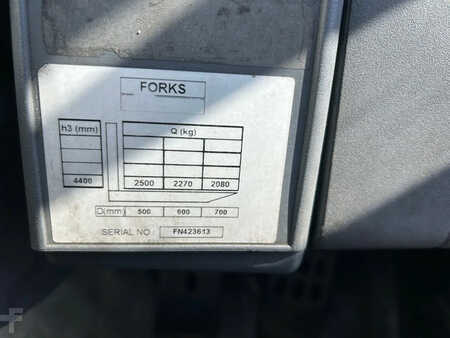 FORKS
h3 (mm) Q (kg)
4400 2500 2270 2080
D(mm) 500 600 700
SERIAL NO FN423613
F